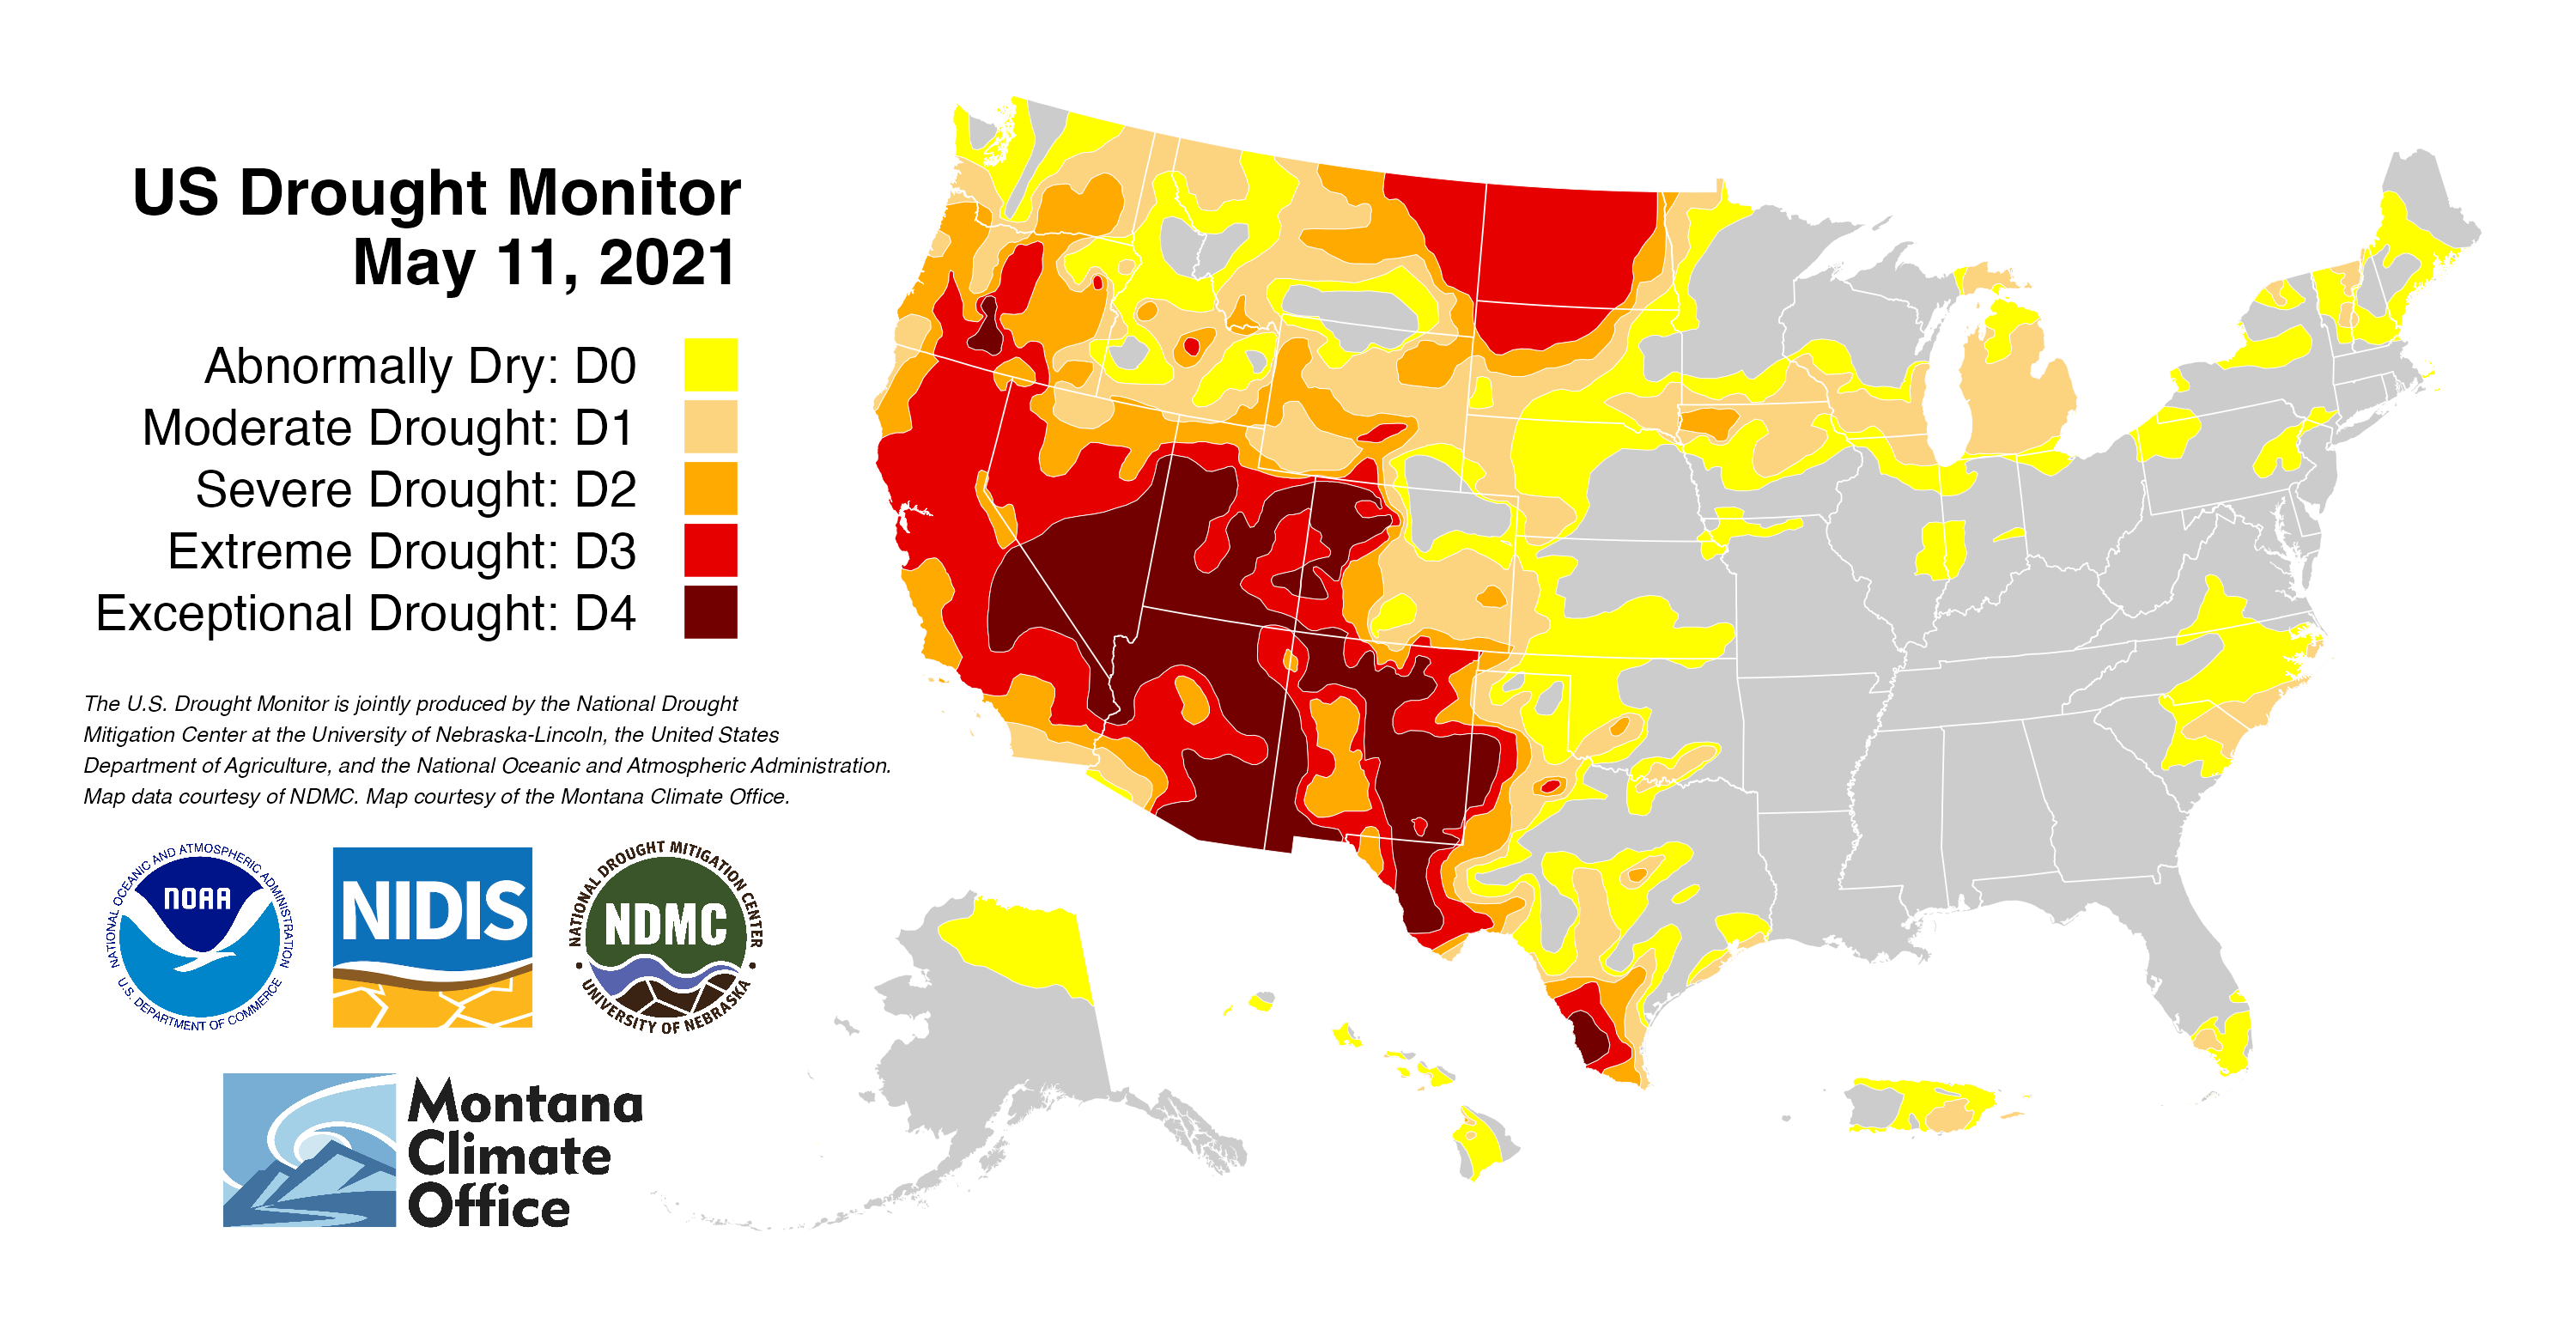 US Drought Monitor
May 11, 2021
Abnormally Dry: D0
Moderate Drought: D1
Severe Drought: D2
Extreme Drought: D3
Exceptional Drought: D4
The U.S. Drought Monitor is jointly produced by the National Drought
Mitigation Center at the University of Nebraska-Lincoln, the United States
Department of Agriculture, and the National Oceanic and Atmospheric Administration.
Map data courtesy of NDMC. Map courtesy of the Montana Climate Office.
NATIONAL OCEANIC AND ATMOSPHERIC ADMINISTRATION
NOAA
U.S. DEPARTMENT OF COMMERCE
NIDIS
NATIONAL DROUGHT MITIGATION CENTER
NDMC
UNIVERSITY OF NEBRASKA
Montana
Climate
Office